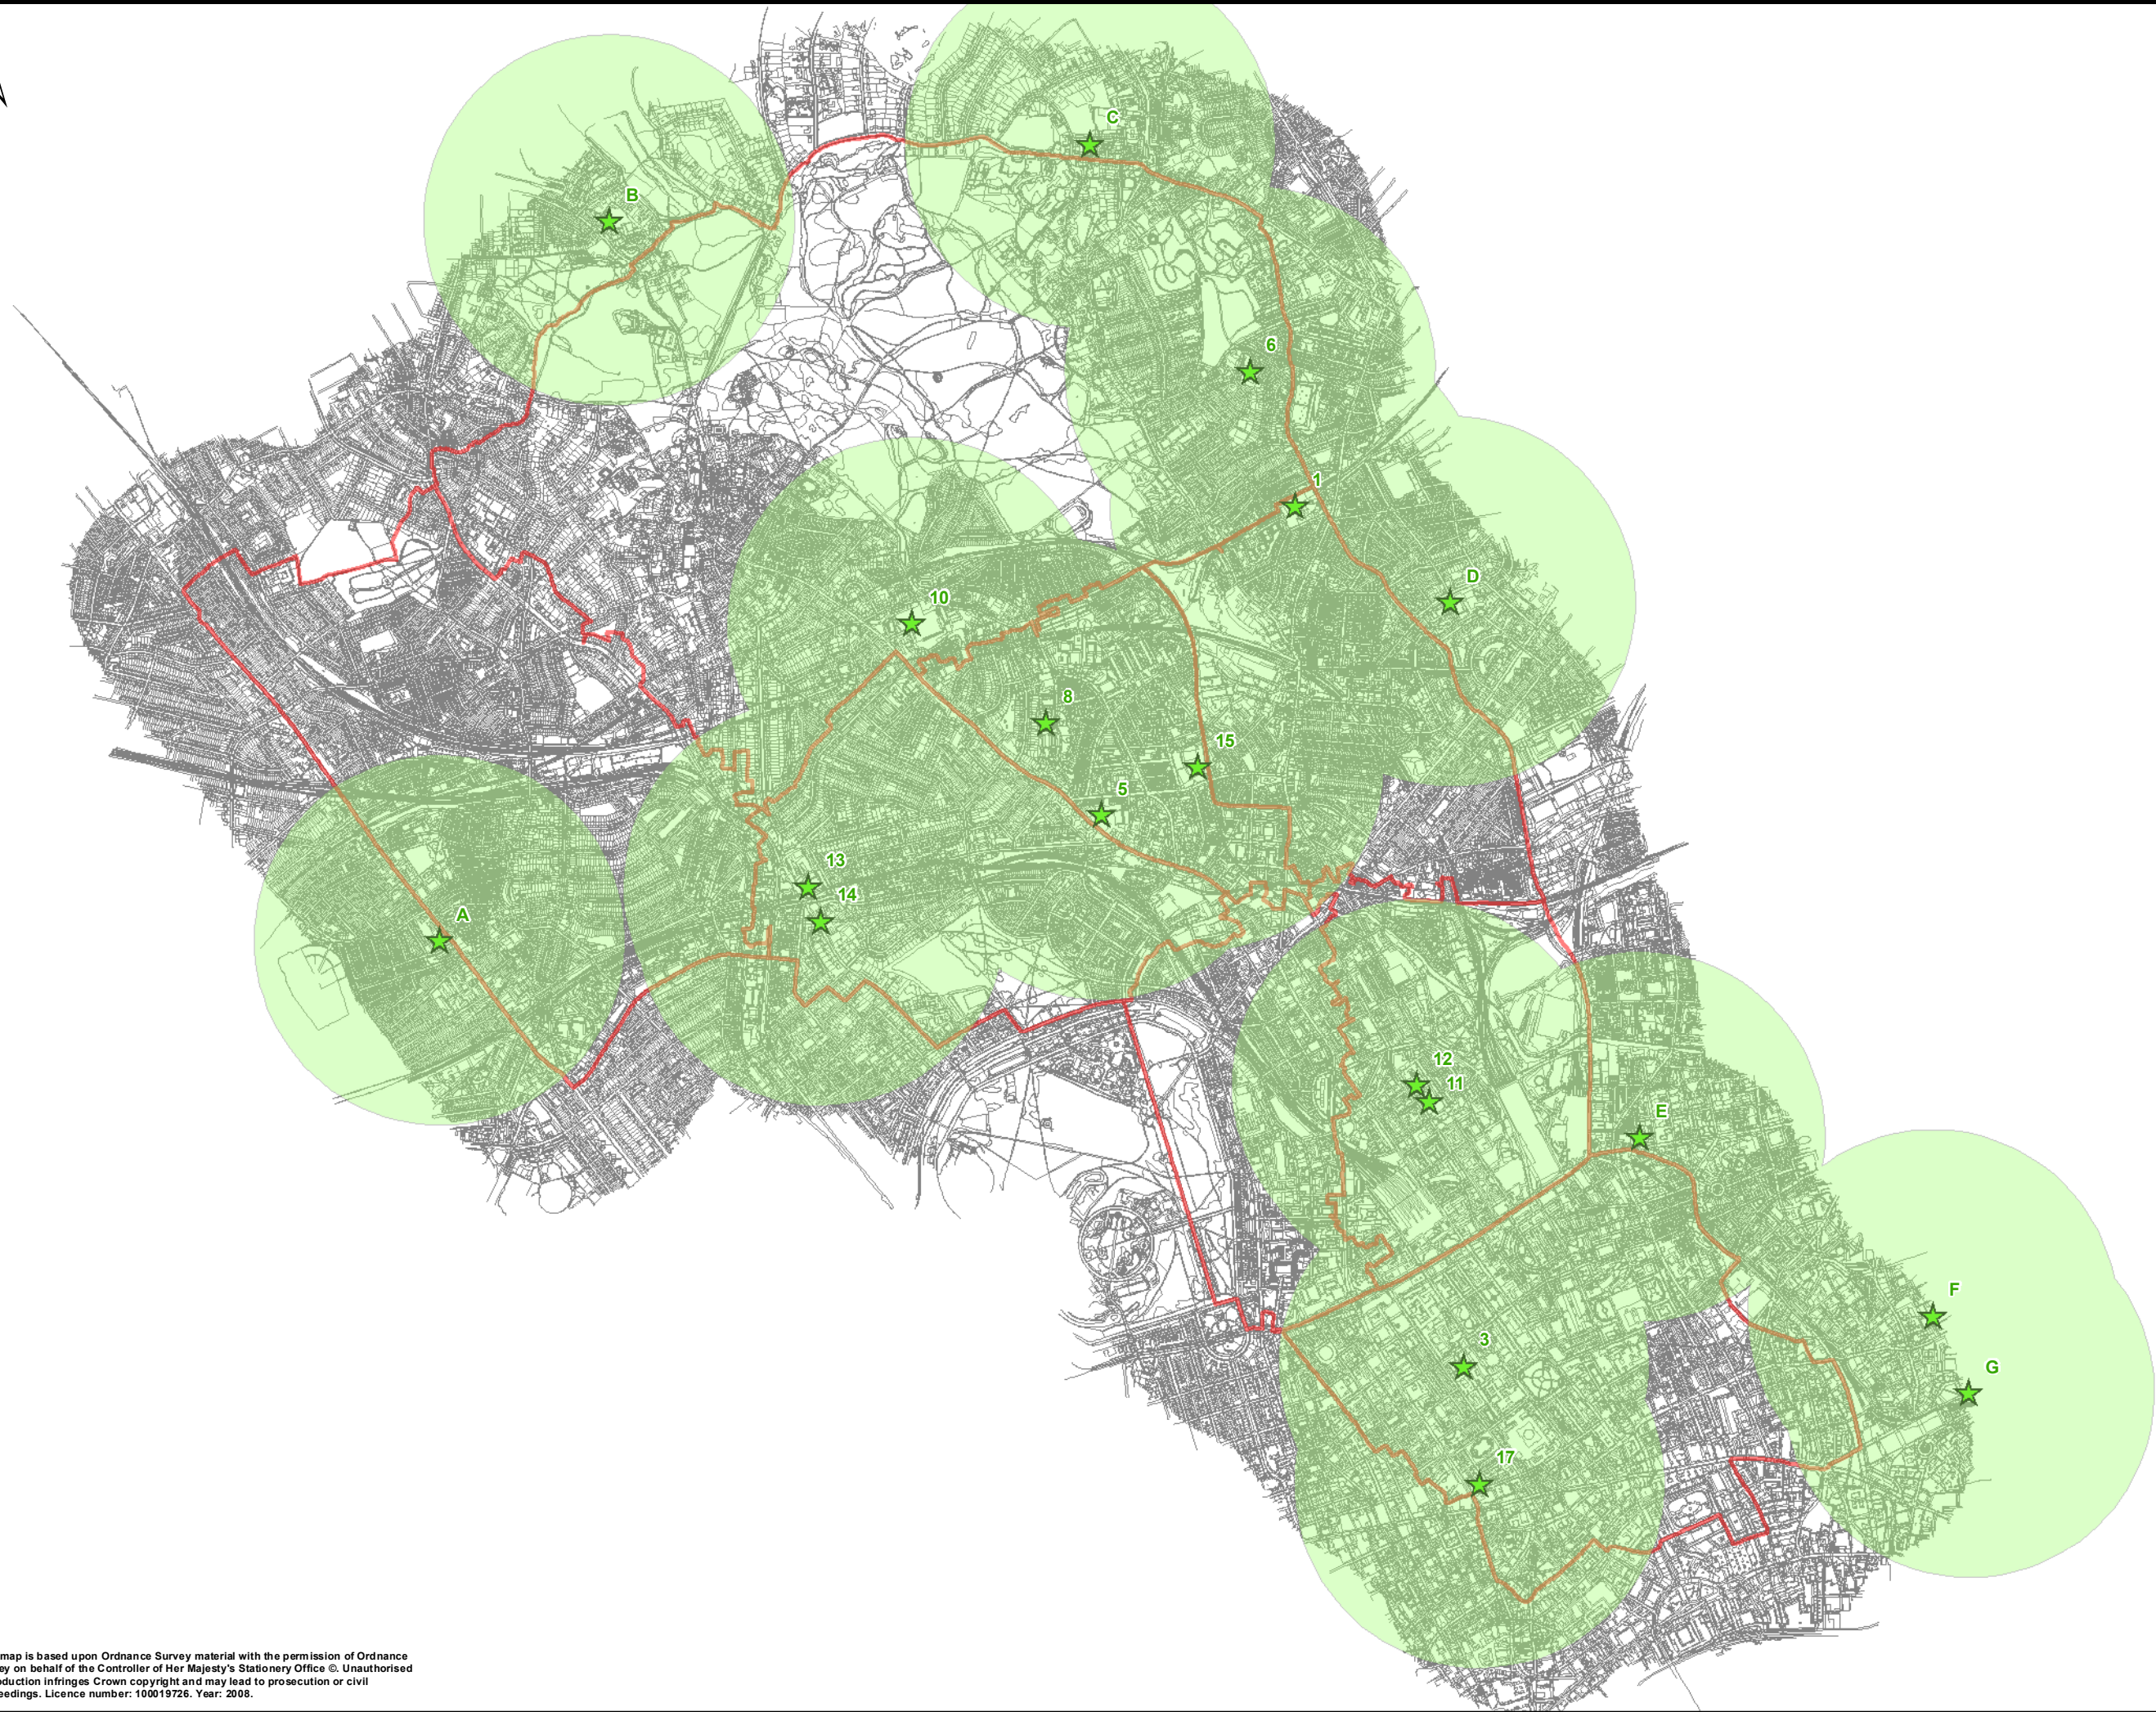 C
B
6
1
D
10
8
15
5
13
14
A
12
11
E
F
3
G
17
map is based upon Ordnance Survey material with the permission of Ordnance
ey on behalf of the Controller of Her Majesty's Stationery Office ©. Unauthorised
oduction infringes Crown copyright and may lead to prosecution or civil
eedings. Licence number: 100019726. Year: 2008.